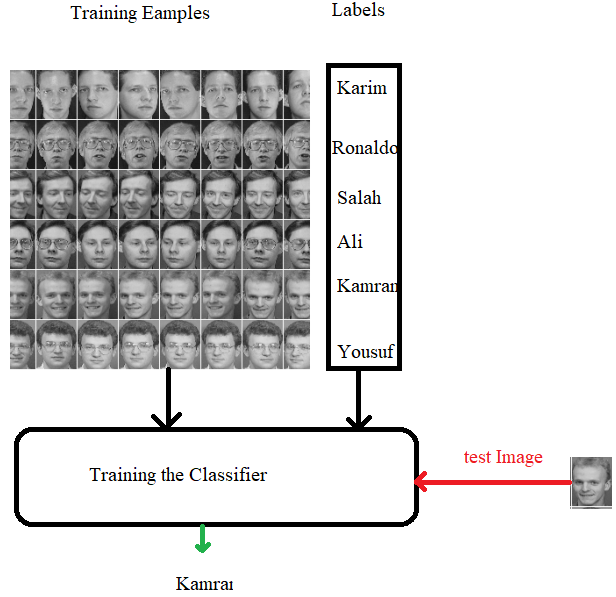 Training Eamples
Labels
Karim
Ronaldo
Salah
Ali
Kamran
Yousuf
test Image
Training the Classifier
Kamran